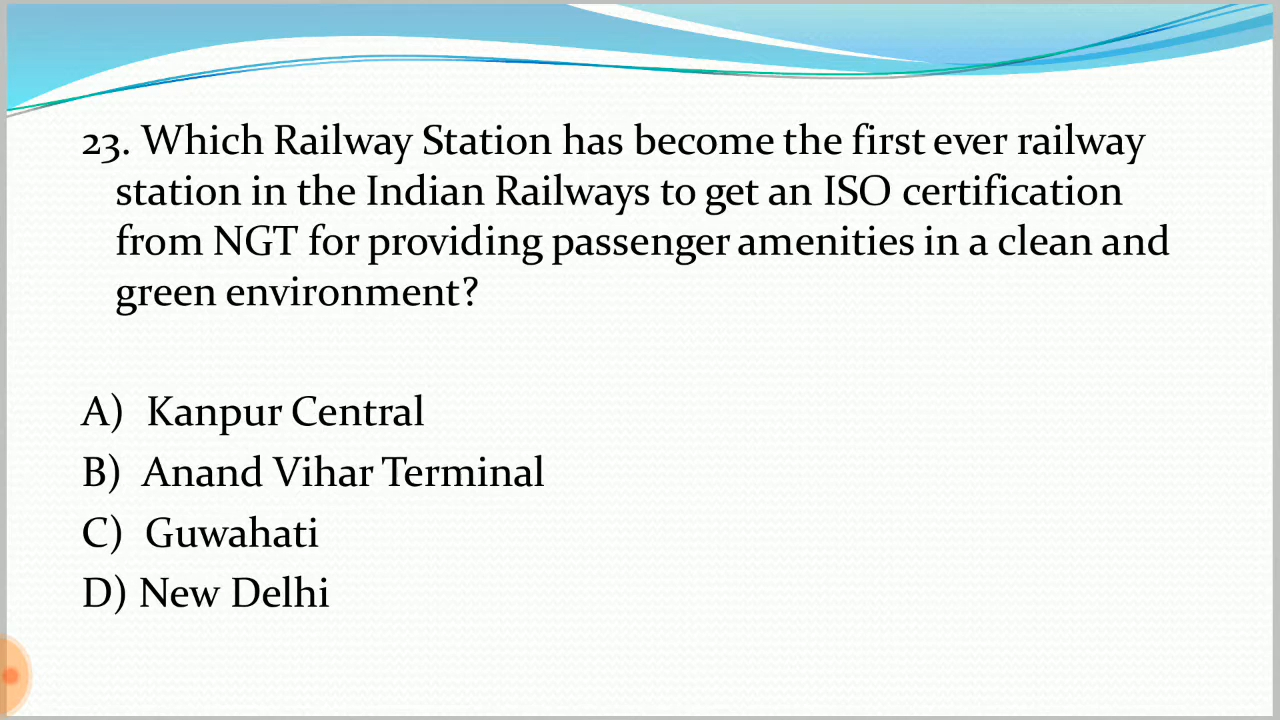 23. Which Railway Station has become the first ever railway
station in the Indian Railways to get an ISO certification
from NGT for providing passenger amenities in a clean and
green environment?
A) Kanpur Central
B) Anand Vihar Terminal
C) Guwahati
D) New Delhi